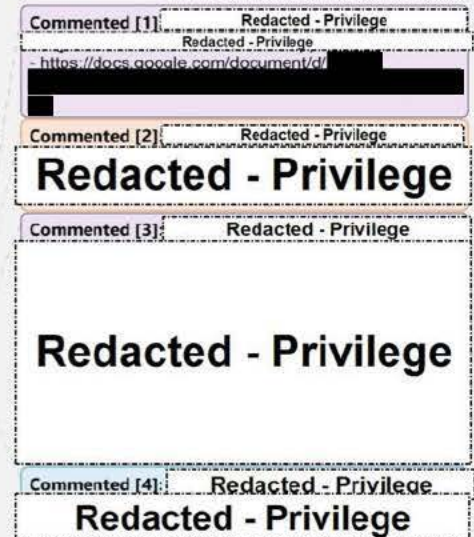 Commented [1]: Redacted - Privilege
Redacted - Privilege
- https://docs.google.com/document/d/
Commented [2]: Redacted - Privilege
Redacted - Privilege
Commented [3]: Redacted - Privilege
Redacted - Privilege
Commented [4]: Redacted - Privilege
Redacted - Privilege